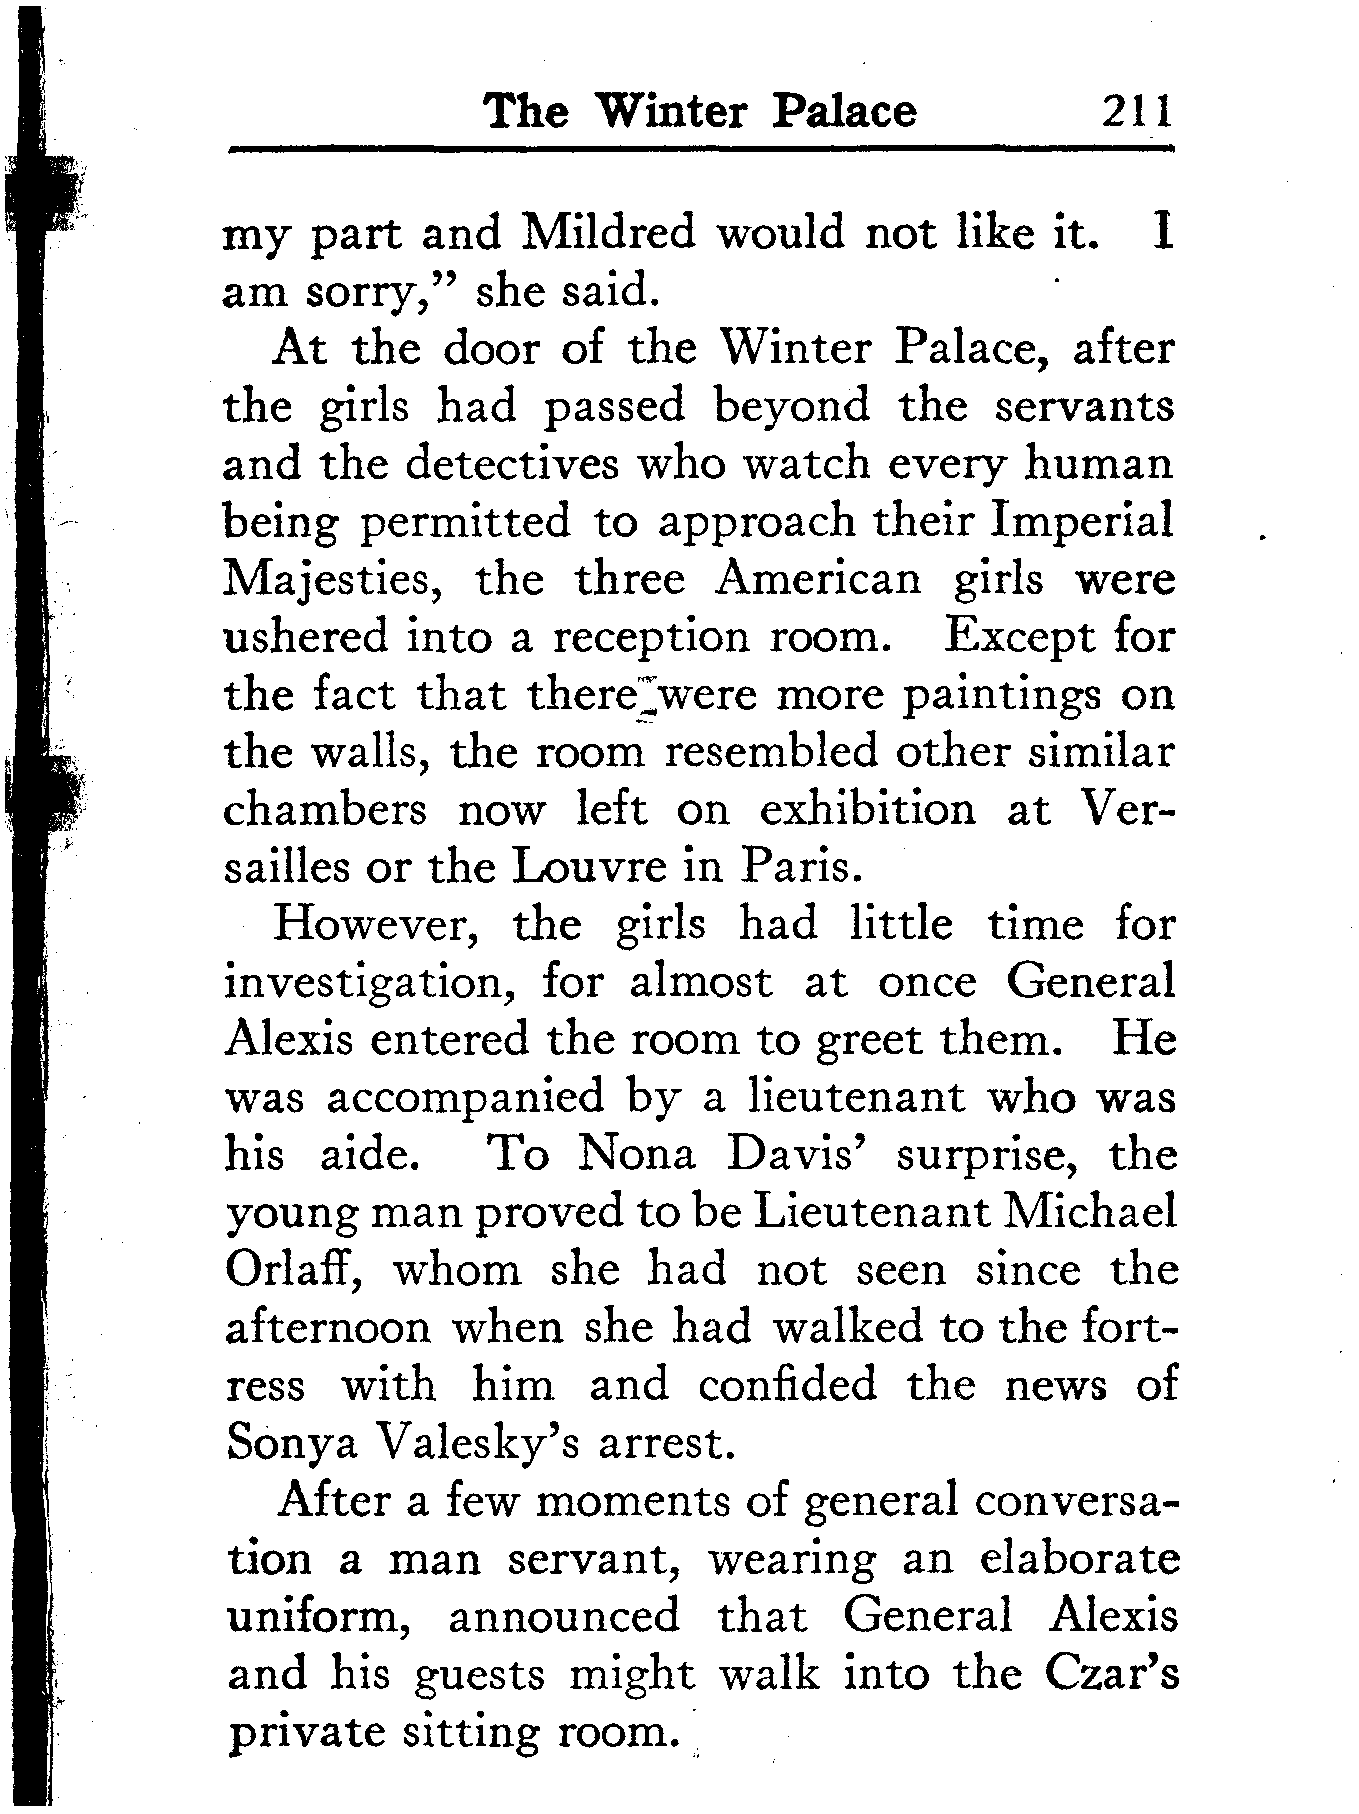 The Winter Palace 211
my part and Mildred would not like it. I
am sorry,” she said.
At the door of the Winter Palace, after
the girls had passed beyond the servants
and the detectives who watch every human
being permitted to approach their Imperial
Majesties, the three American girls were
ushered into a reception room. Except for
the fact that there were more paintings on
the walls, the room resembled other similar
chambers now left on exhibition at Ver-
sailles or the Louvre in Paris.
However, the girls had little time for
investigation, for almost at once General
Alexis entered the room to greet them. He
was accompanied by a lieutenant who was
his aide. To Nona Davis’ surprise, the
young man proved to be Lieutenant Michael
Orlaff, whom she had not seen since the
afternoon when she had walked to the fort-
ress with him and confided the news of
Sonya Valesky’s arrest.
After a few moments of general conversa-
tion a man servant, wearing an elaborate
uniform, announced that General Alexis
and his guests might walk into the Czar’s
private sitting room.